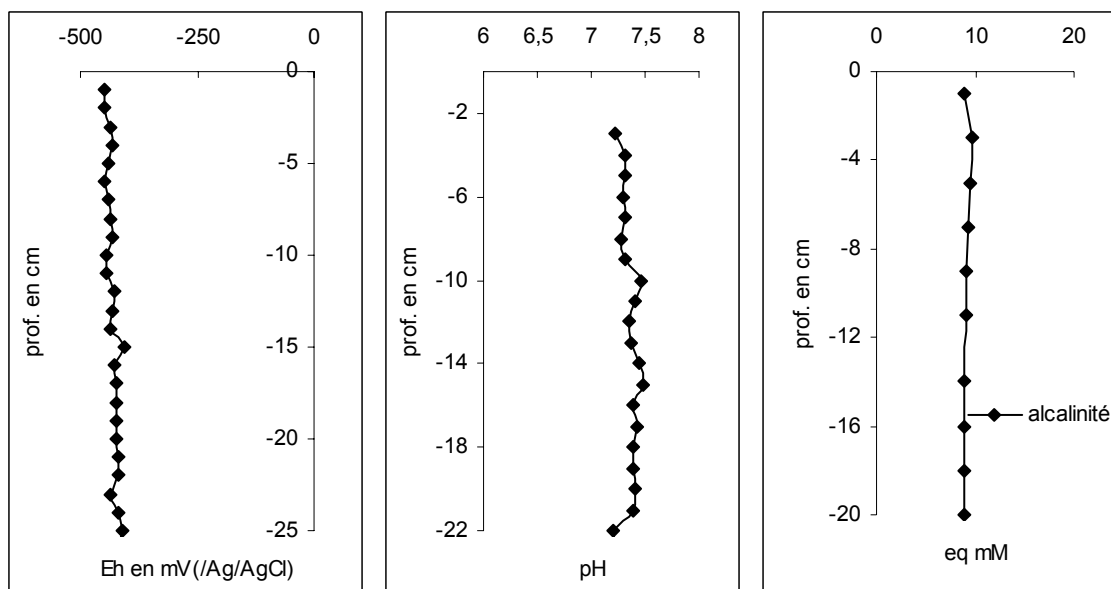 -500 -250 0
0
-5
-10
-15
-20
-25
prof. en cm
Eh en mV(/Ag/AgCl)
6 6,5 7 7,5 8
-2
-6
-10
-14
-18
-22
prof. en cm
pH
0 10 20
0
-4
-8
-12
-16
-20
prof. en cm
alcalinité
eq mM